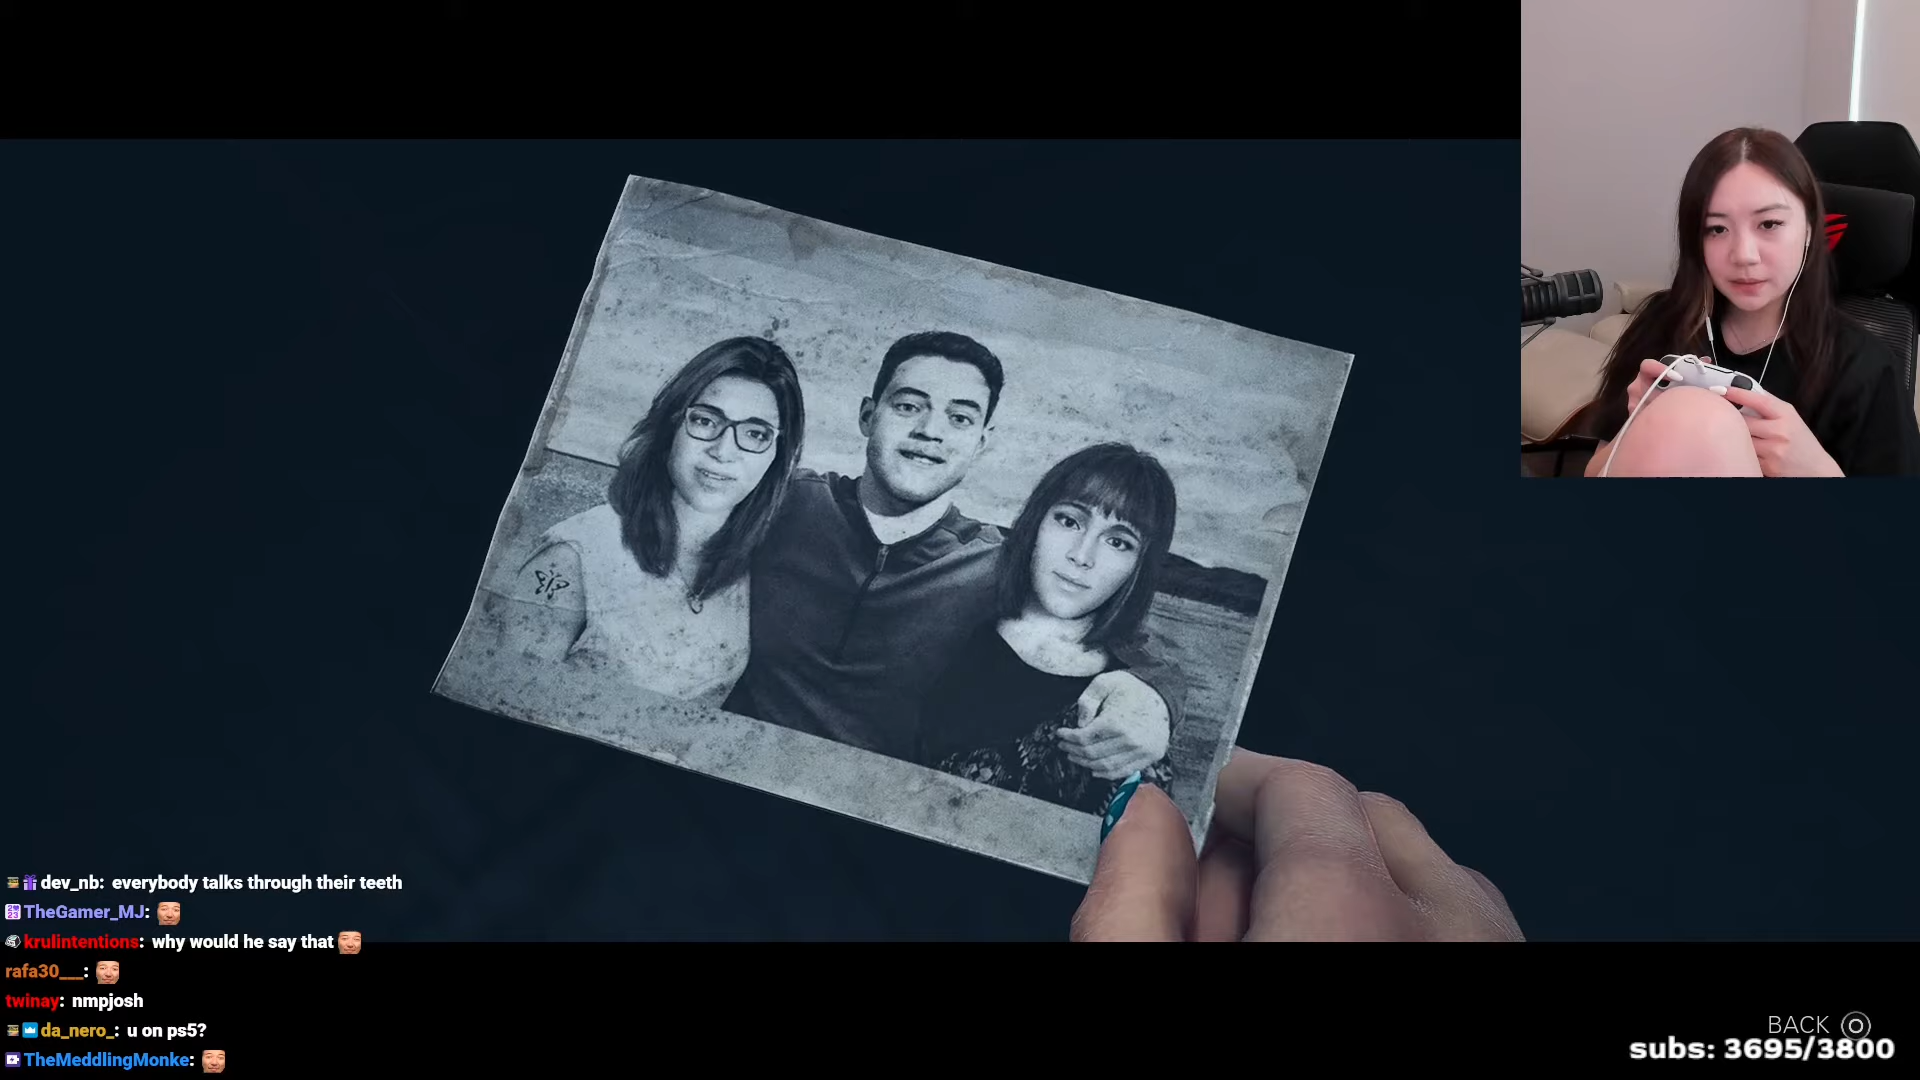 dev_nb: everybody talks through their teeth
TheGamer_MJ:
krulintentions: why would he say that
rafa30___:
twinay: nmpjosh
da_nero_: u on ps5?
TheMeddlingMonke:
BACK
subs: 3695/3800